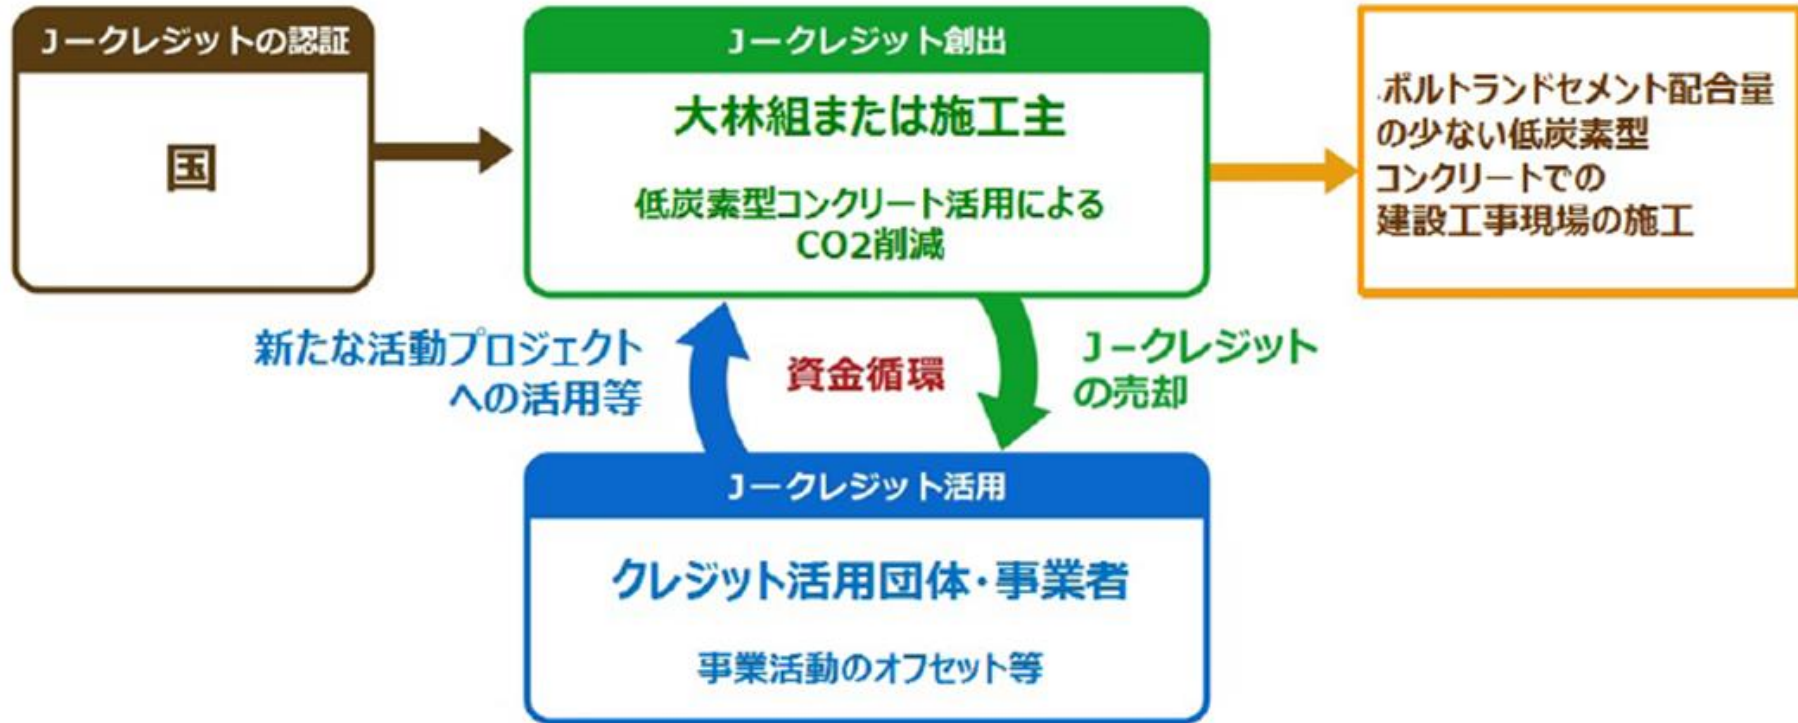 Jークレジットの認証
国
Jークレジット創出
大林組または施工主
低炭素型コンクリート活用による
CO2削減
ボルトランドセメント配合量
の少ない低炭素型
コンクリートでの
建設工事現場の施工
新たな活動プロジェクト
への活用等
資金循環
J－クレジット
の売却
Jークレジット活用
クレジット活用団体・事業者
事業活動のオフセット等